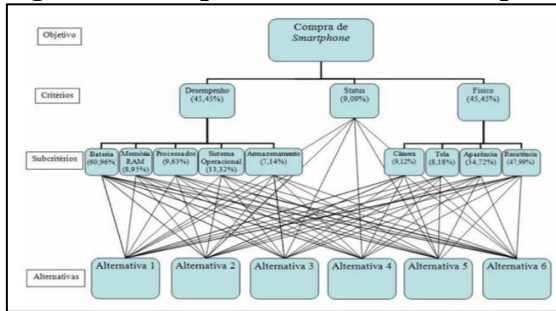 Objetivo
Compra de
Smartphone
Critérios
Desempenho
(45,45%)
Status
(9,09%)
Físico
(45,45%)
Subcritérios
Bateria
(60,96%)
Memória
RAM
(8,95%)
Processador
(9,63%)
Sistema
Operacional
(13,32%)
Armazenamento
(7,14%)
Câmera
(9,12%)
Tela
(8,18%)
Aparência
(34,72%)
Resistência
(47,99%)
Alternativas
Alternativa 1
Alternativa 2
Alternativa 3
Alternativa 4
Alternativa 5
Alternativa 6